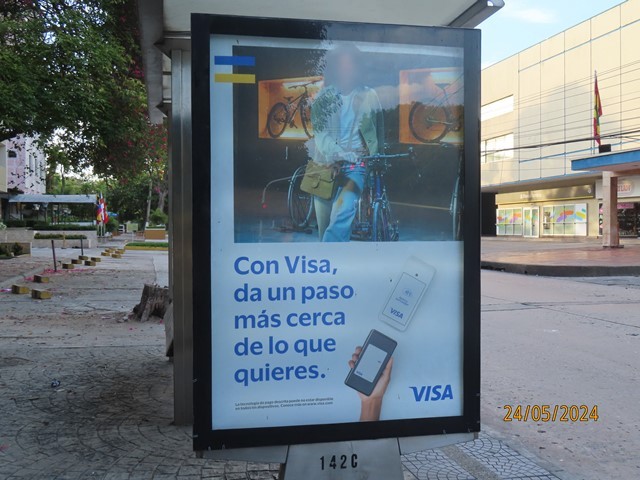 Con Visa,
da un paso
más cerca
de lo que
quieres.
VISA
VISA
142C
24/05/2024